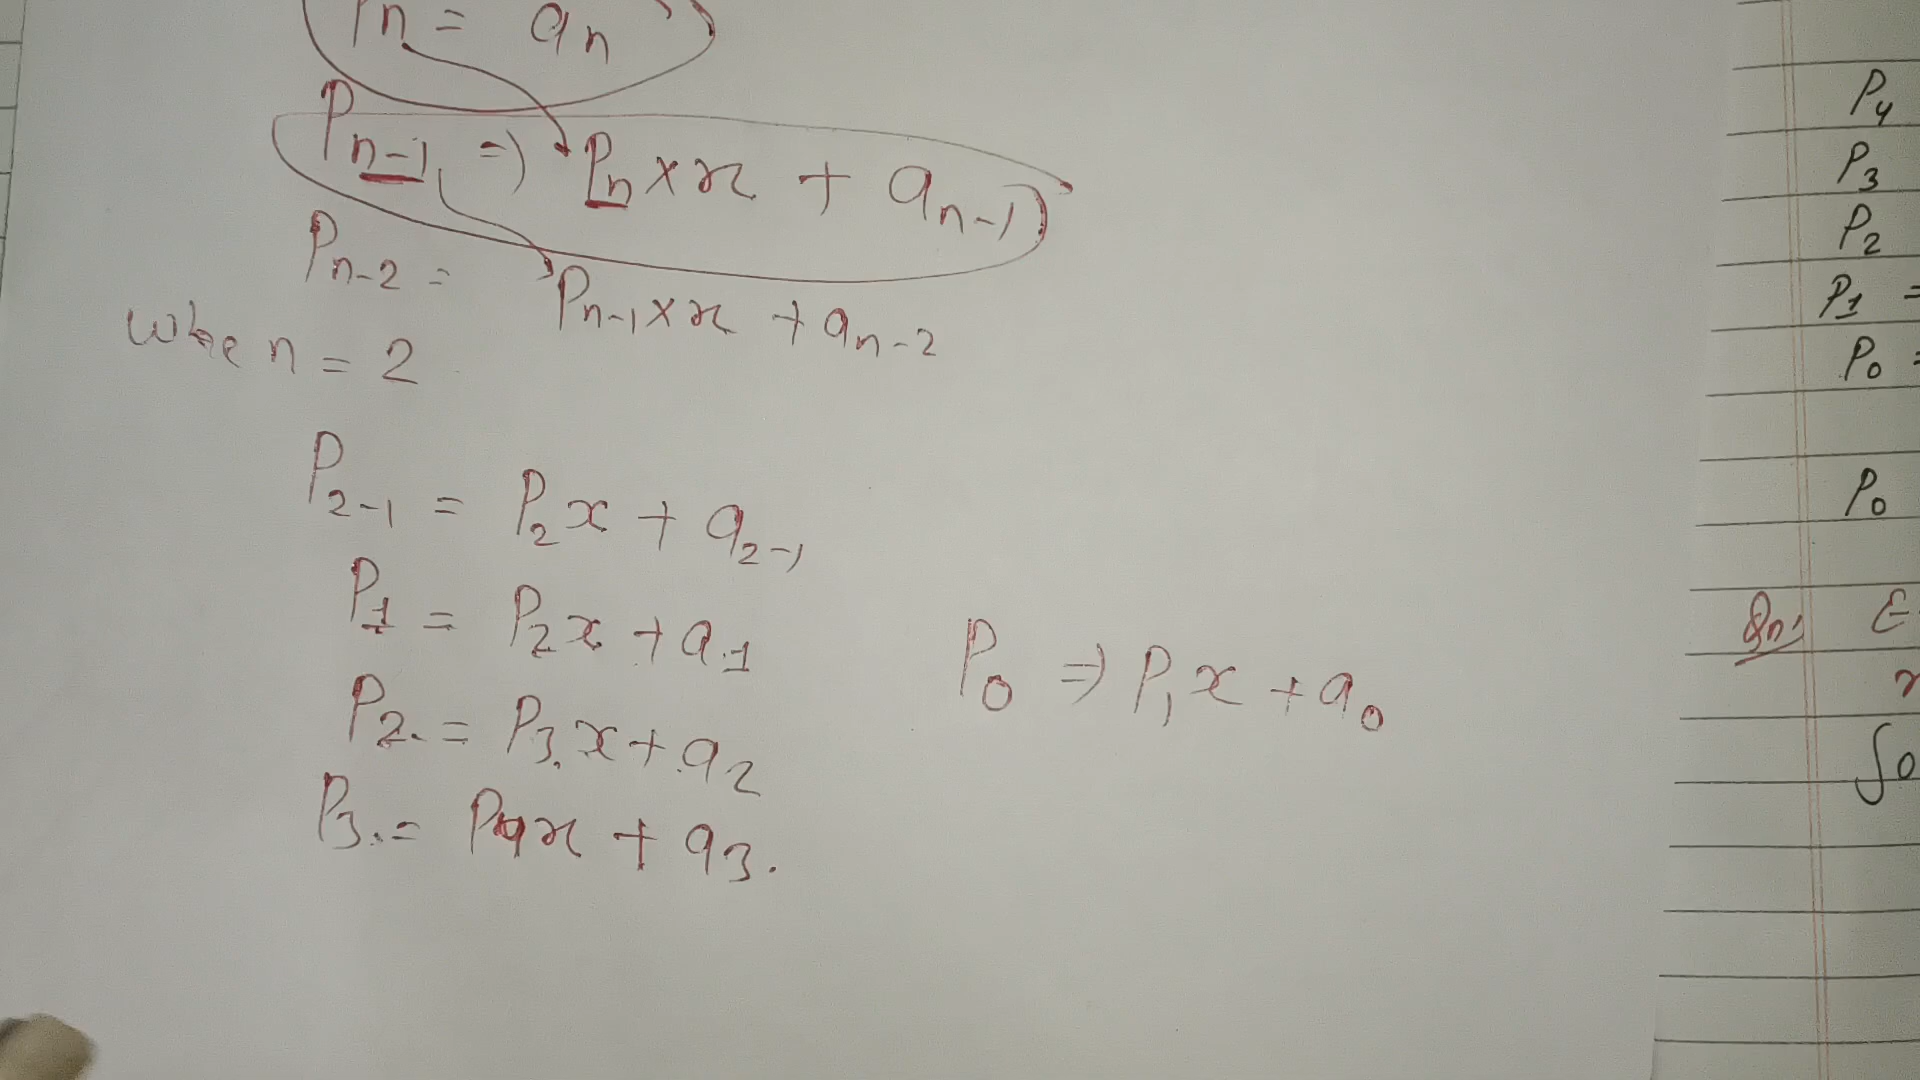 Pn = an
Pn-1 => Pn × x + an-1
Pn-2 = Pn-1 × x + an-2
n = 2
P2-1 = P2x + a2-1
P1 = P2x + a1
P0 => P1x + a0
P2 = P3x + a2
P3 = P4x + a3.
P4
P3
P2
P1 =
P0 =
P0
Qn: